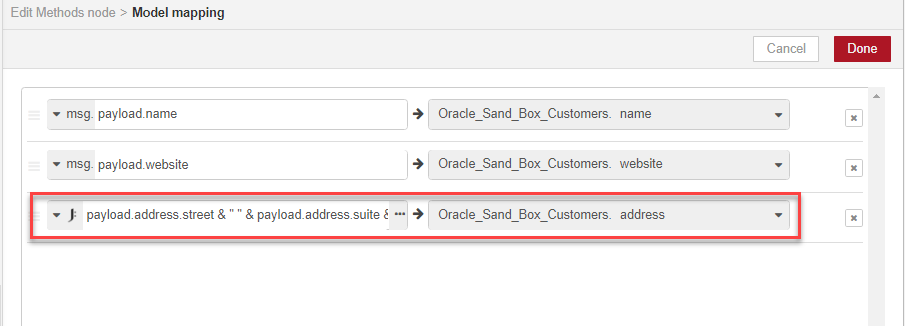 Edit Methods node > Model mapping
Cancel Done
msg. payload.name Oracle_Sand_Box_Customers. name
msg. payload.website Oracle_Sand_Box_Customers. website
J: payload.address.street & " " & payload.address.suite & ... Oracle_Sand_Box_Customers. address